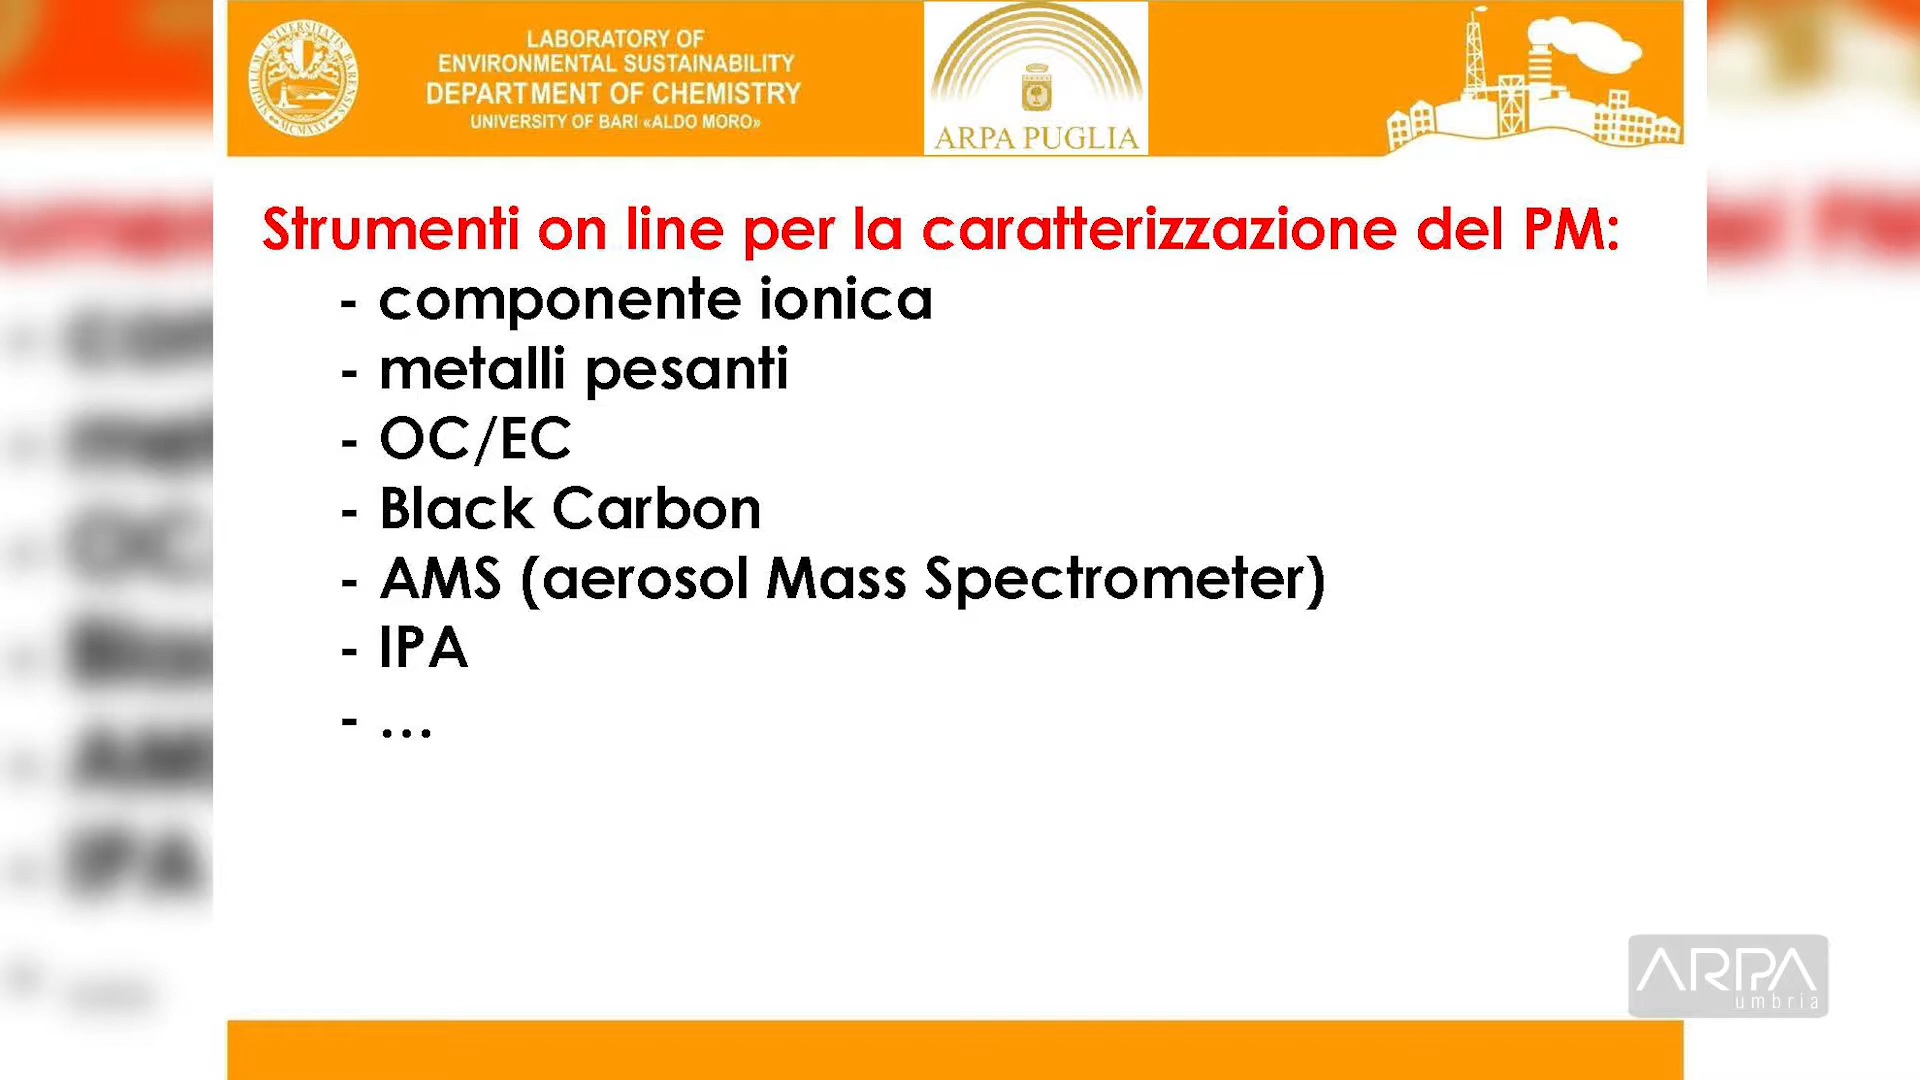 LABORATORY OF
ENVIRONMENTAL SUSTAINABILITY
DEPARTMENT OF CHEMISTRY
UNIVERSITY OF BARI «ALDO MORO»
ARPA PUGLIA
Strumenti on line per la caratterizzazione del PM:
- componente ionica
- metalli pesanti
- OC/EC
- Black Carbon
- AMS (aerosol Mass Spectrometer)
- IPA
- ...
ARPA
umbria